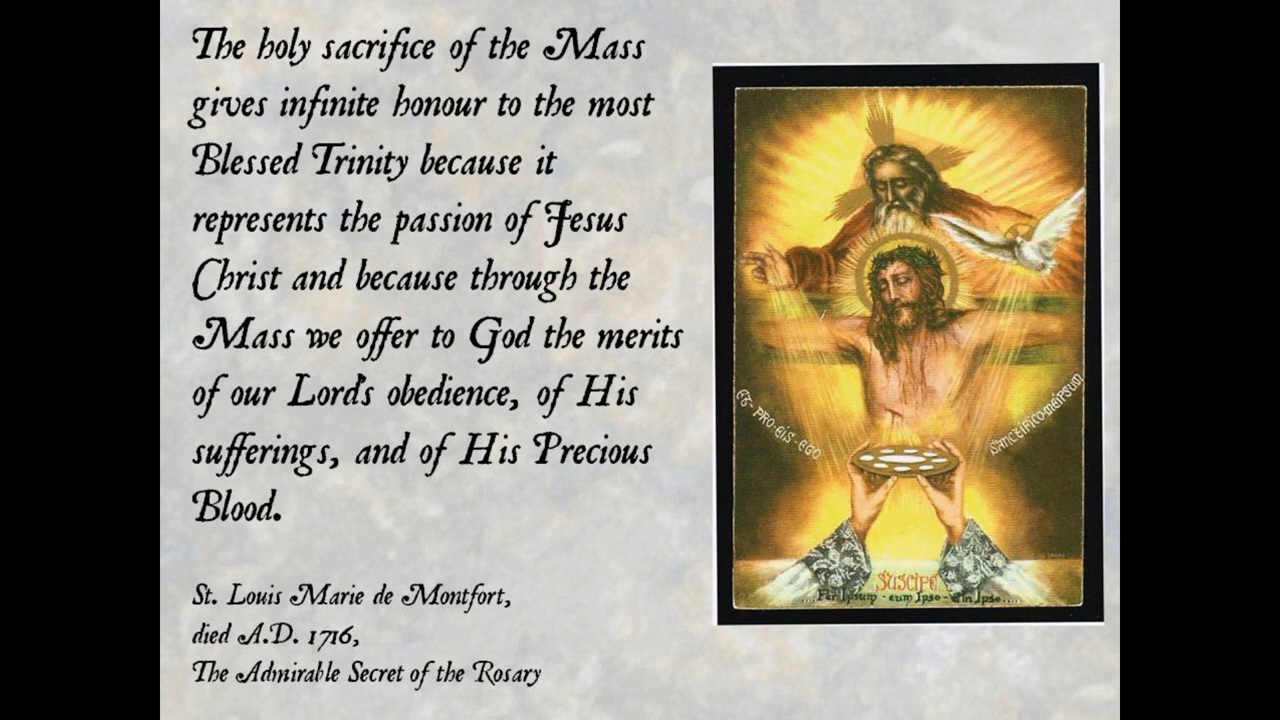 The holy sacrifice of the Mass
gives infinite honour to the most
Blessed Trinity because it
represents the passion of Jesus
Christ and because through the
Mass we offer to God the merits
of our Lord's obedience, of His
sufferings, and of His Precious
Blood.
St. Louis Marie de Montfort,
died A.D. 1716,
The Admirable Secret of the Rosary
ET-PRO-EIS-EGO
SANCTIFICO-MEIPSUM
SUSCIPE
....Per Ipsum - cum Ipso - et in Ipso....